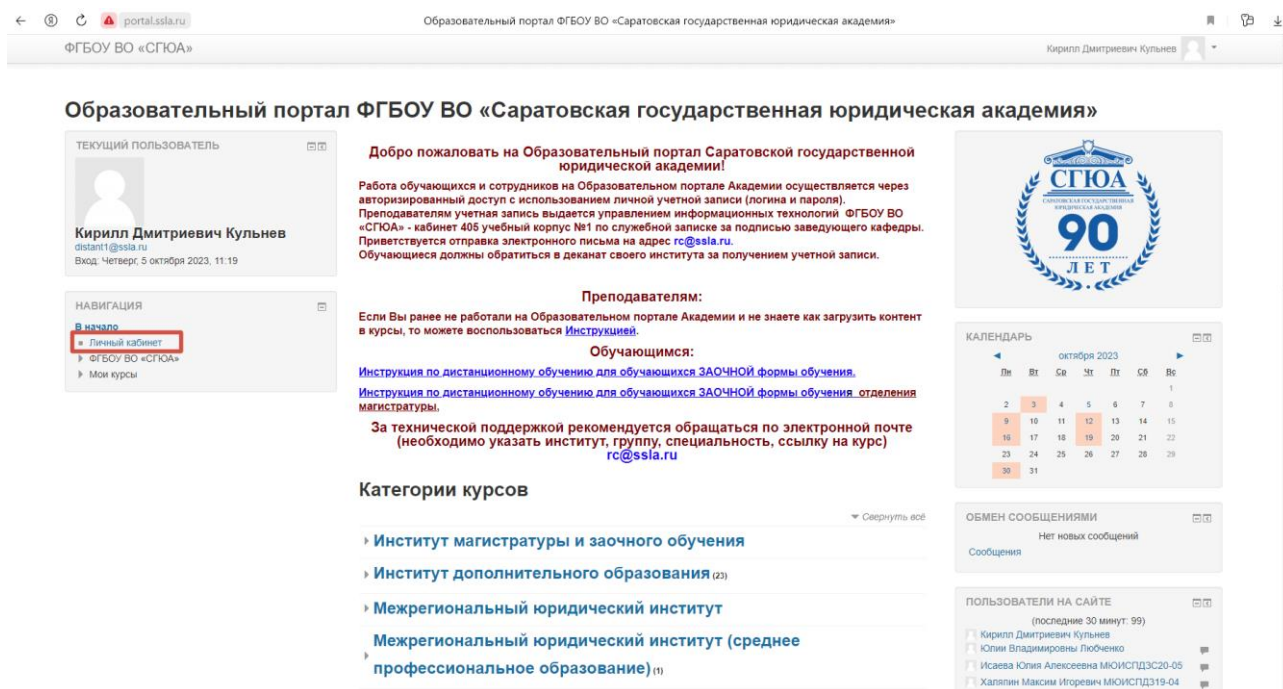 portal.ssla.ru
Образовательный портал ФГБОУ ВО «Саратовская государственная юридическая академия»
ФГБОУ ВО «СГЮА»
Кирилл Дмитриевич Кульнев
Образовательный портал ФГБОУ ВО «Саратовская государственная юридическая академия»
ТЕКУЩИЙ ПОЛЬЗОВАТЕЛЬ
Кирилл Дмитриевич Кульнев
distant1@ssla.ru
Вход: Четверг, 5 октября 2023, 11:19
НАВИГАЦИЯ
В начало
Личный кабинет
ФГБОУ ВО «СГЮА»
Мои курсы
Добро пожаловать на Образовательный портал Саратовской государственной
юридической академии!
Работа обучающихся и сотрудников на Образовательном портале Академии осуществляется через
авторизированный доступ с использованием личной учетной записи (логина и пароля).
Преподавателям учетная запись выдается управлением информационных технологий ФГБОУ ВО
«СГЮА» - кабинет 405 учебный корпус №1 по служебной записке за подписью заведующего кафедры.
Приветствуется отправка электронного письма на адрес rc@ssla.ru.
Обучающиеся должны обратиться в деканат своего института за получением учетной записи.
Преподавателям:
Если Вы ранее не работали на Образовательном портале Академии и не знаете как загрузить контент
в курсы, то можете воспользоваться Инструкцией.
Обучающимся:
Инструкция по дистанционному обучению для обучающихся ЗАОЧНОЙ формы обучения.
Инструкция по дистанционному обучению для обучающихся ЗАОЧНОЙ формы обучения отделения
магистратуры.
За технической поддержкой рекомендуется обращаться по электронной почте
(необходимо указать институт, группу, специальность, ссылку на курс)
rc@ssla.ru
Категории курсов
Свернуть всё
Институт магистратуры и заочного обучения
Институт дополнительного образования (23)
Межрегиональный юридический институт
Межрегиональный юридический институт (среднее
профессиональное образование) (1)
СГЮА
САРАТОВСКАЯ ГОСУДАРСТВЕННАЯ
ЮРИДИЧЕСКАЯ АКАДЕМИЯ
90
ЛЕТ
КАЛЕНДАРЬ
октября 2023
Пн Вт Ср Чт Пт Сб Вс
1
2 3 4 5 6 7 8
9 10 11 12 13 14 15
16 17 18 19 20 21 22
23 24 25 26 27 28 29
30 31
ОБМЕН СООБЩЕНИЯМИ
Нет новых сообщений
Сообщения
ПОЛЬЗОВАТЕЛИ НА САЙТЕ
(последние 30 минут: 99)
Кирилл Дмитриевич Кульнев
Юлии Владимировны Любченко
Исаева Юлия Алексеевна МЮИСПДЗС20-05
Халяпин Максим Игоревич МЮИСПДЗ19-04